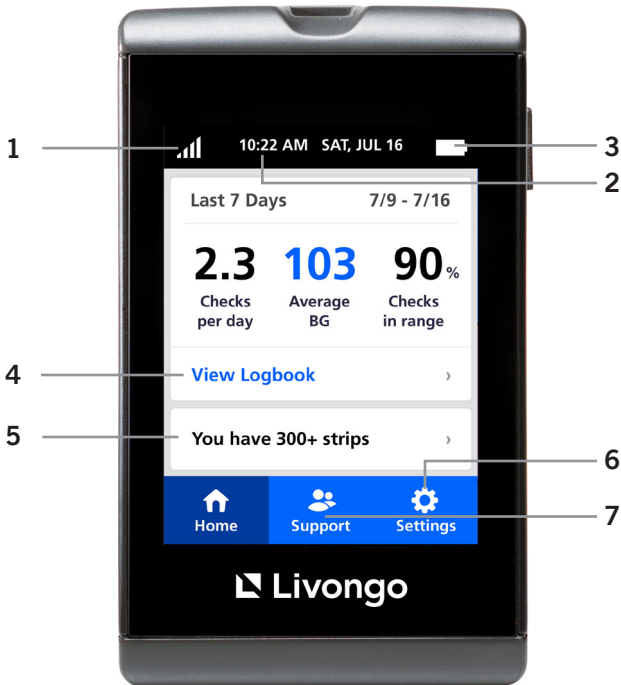 1
10:22 AM SAT, JUL 16
3
2
Last 7 Days 7/9 - 7/16
2.3 103 90%
Checks per day Average BG Checks in range
4
View Logbook ›
5
You have 300+ strips ›
6
Home Support Settings
7
Livongo